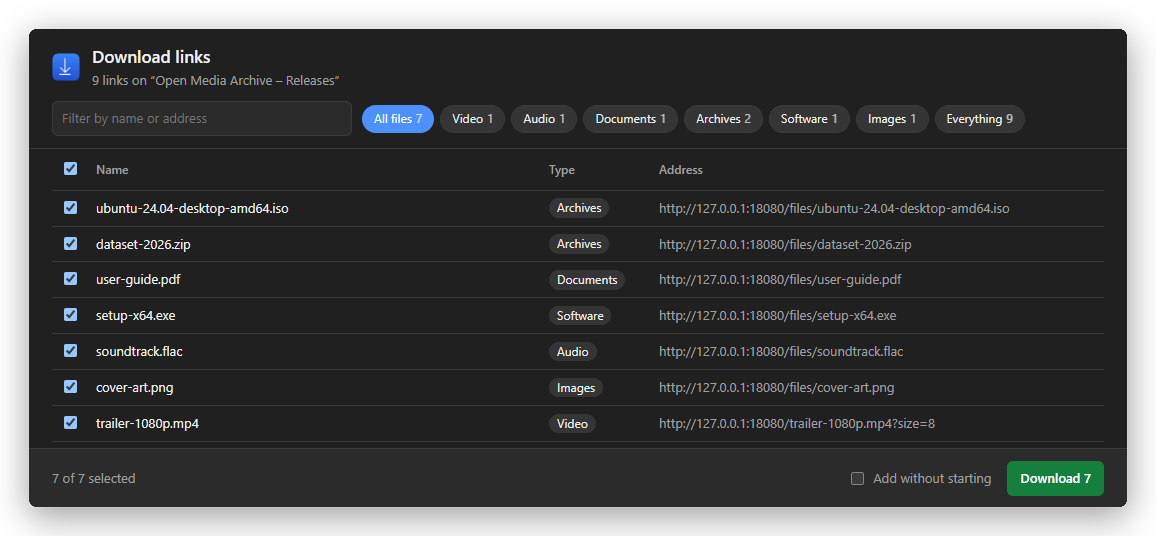 Download links
9 links on “Open Media Archive – Releases”
Filter by name or address
All files 7 Video 1 Audio 1 Documents 1 Archives 2 Software 1 Images 1 Everything 9
Name Type Address
ubuntu-24.04-desktop-amd64.iso Archives http://127.0.0.1:18080/files/ubuntu-24.04-desktop-amd64.iso
dataset-2026.zip Archives http://127.0.0.1:18080/files/dataset-2026.zip
user-guide.pdf Documents http://127.0.0.1:18080/files/user-guide.pdf
setup-x64.exe Software http://127.0.0.1:18080/files/setup-x64.exe
soundtrack.flac Audio http://127.0.0.1:18080/files/soundtrack.flac
cover-art.png Images http://127.0.0.1:18080/files/cover-art.png
trailer-1080p.mp4 Video http://127.0.0.1:18080/trailer-1080p.mp4?size=8
7 of 7 selected Add without starting Download 7